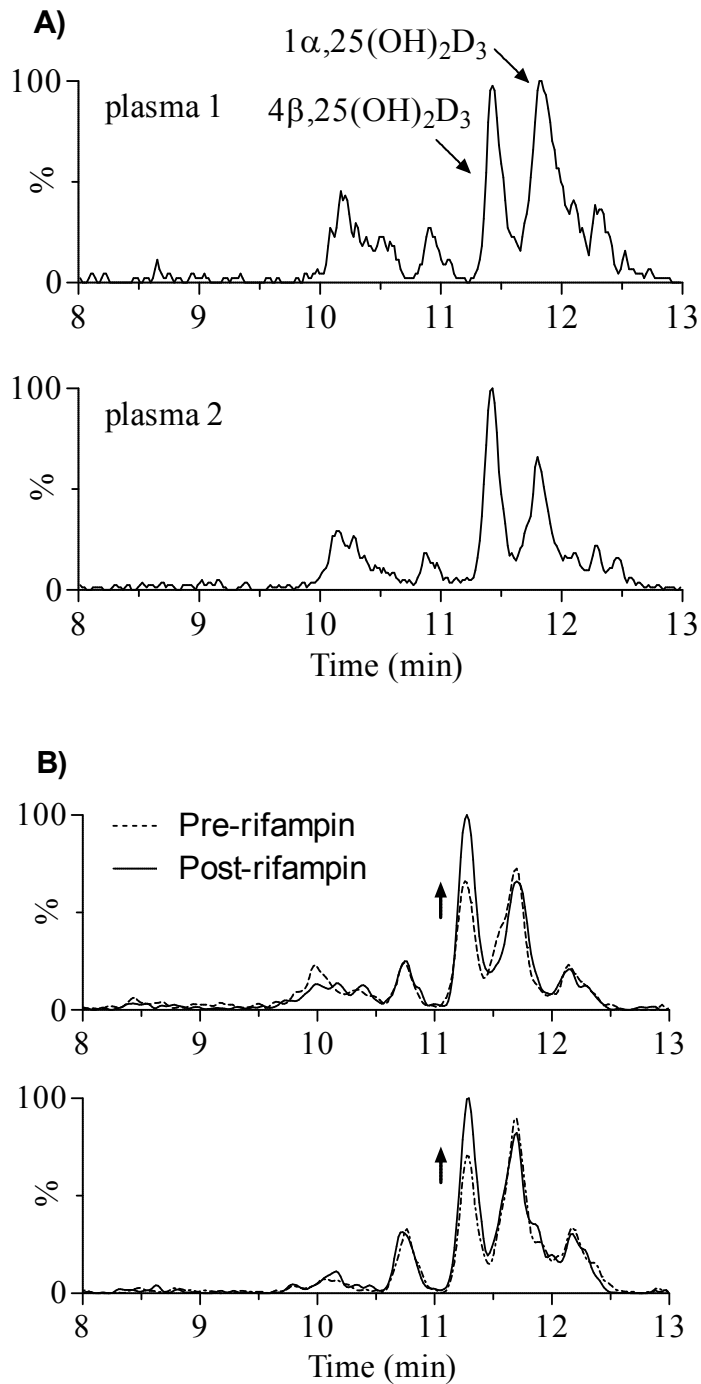 A)
1α,25(OH)₂D₃
100
plasma 1
4β,25(OH)₂D₃
%
0
8 9 10 11 12 13
100
plasma 2
%
0
8 9 10 11 12 13
Time (min)
B)
100
Pre-rifampin
Post-rifampin
%
0
8 9 10 11 12 13
100
%
0
8 9 10 11 12 13
Time (min)